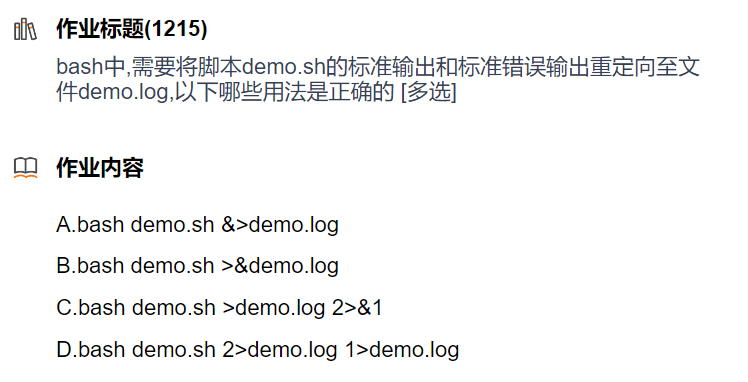 作业标题(1215)
bash中,需要将脚本demo.sh的标准输出和标准错误输出重定向至文
件demo.log,以下哪些用法是正确的 [多选]
作业内容
A.bash demo.sh &>demo.log
B.bash demo.sh >&demo.log
C.bash demo.sh >demo.log 2>&1
D.bash demo.sh 2>demo.log 1>demo.log